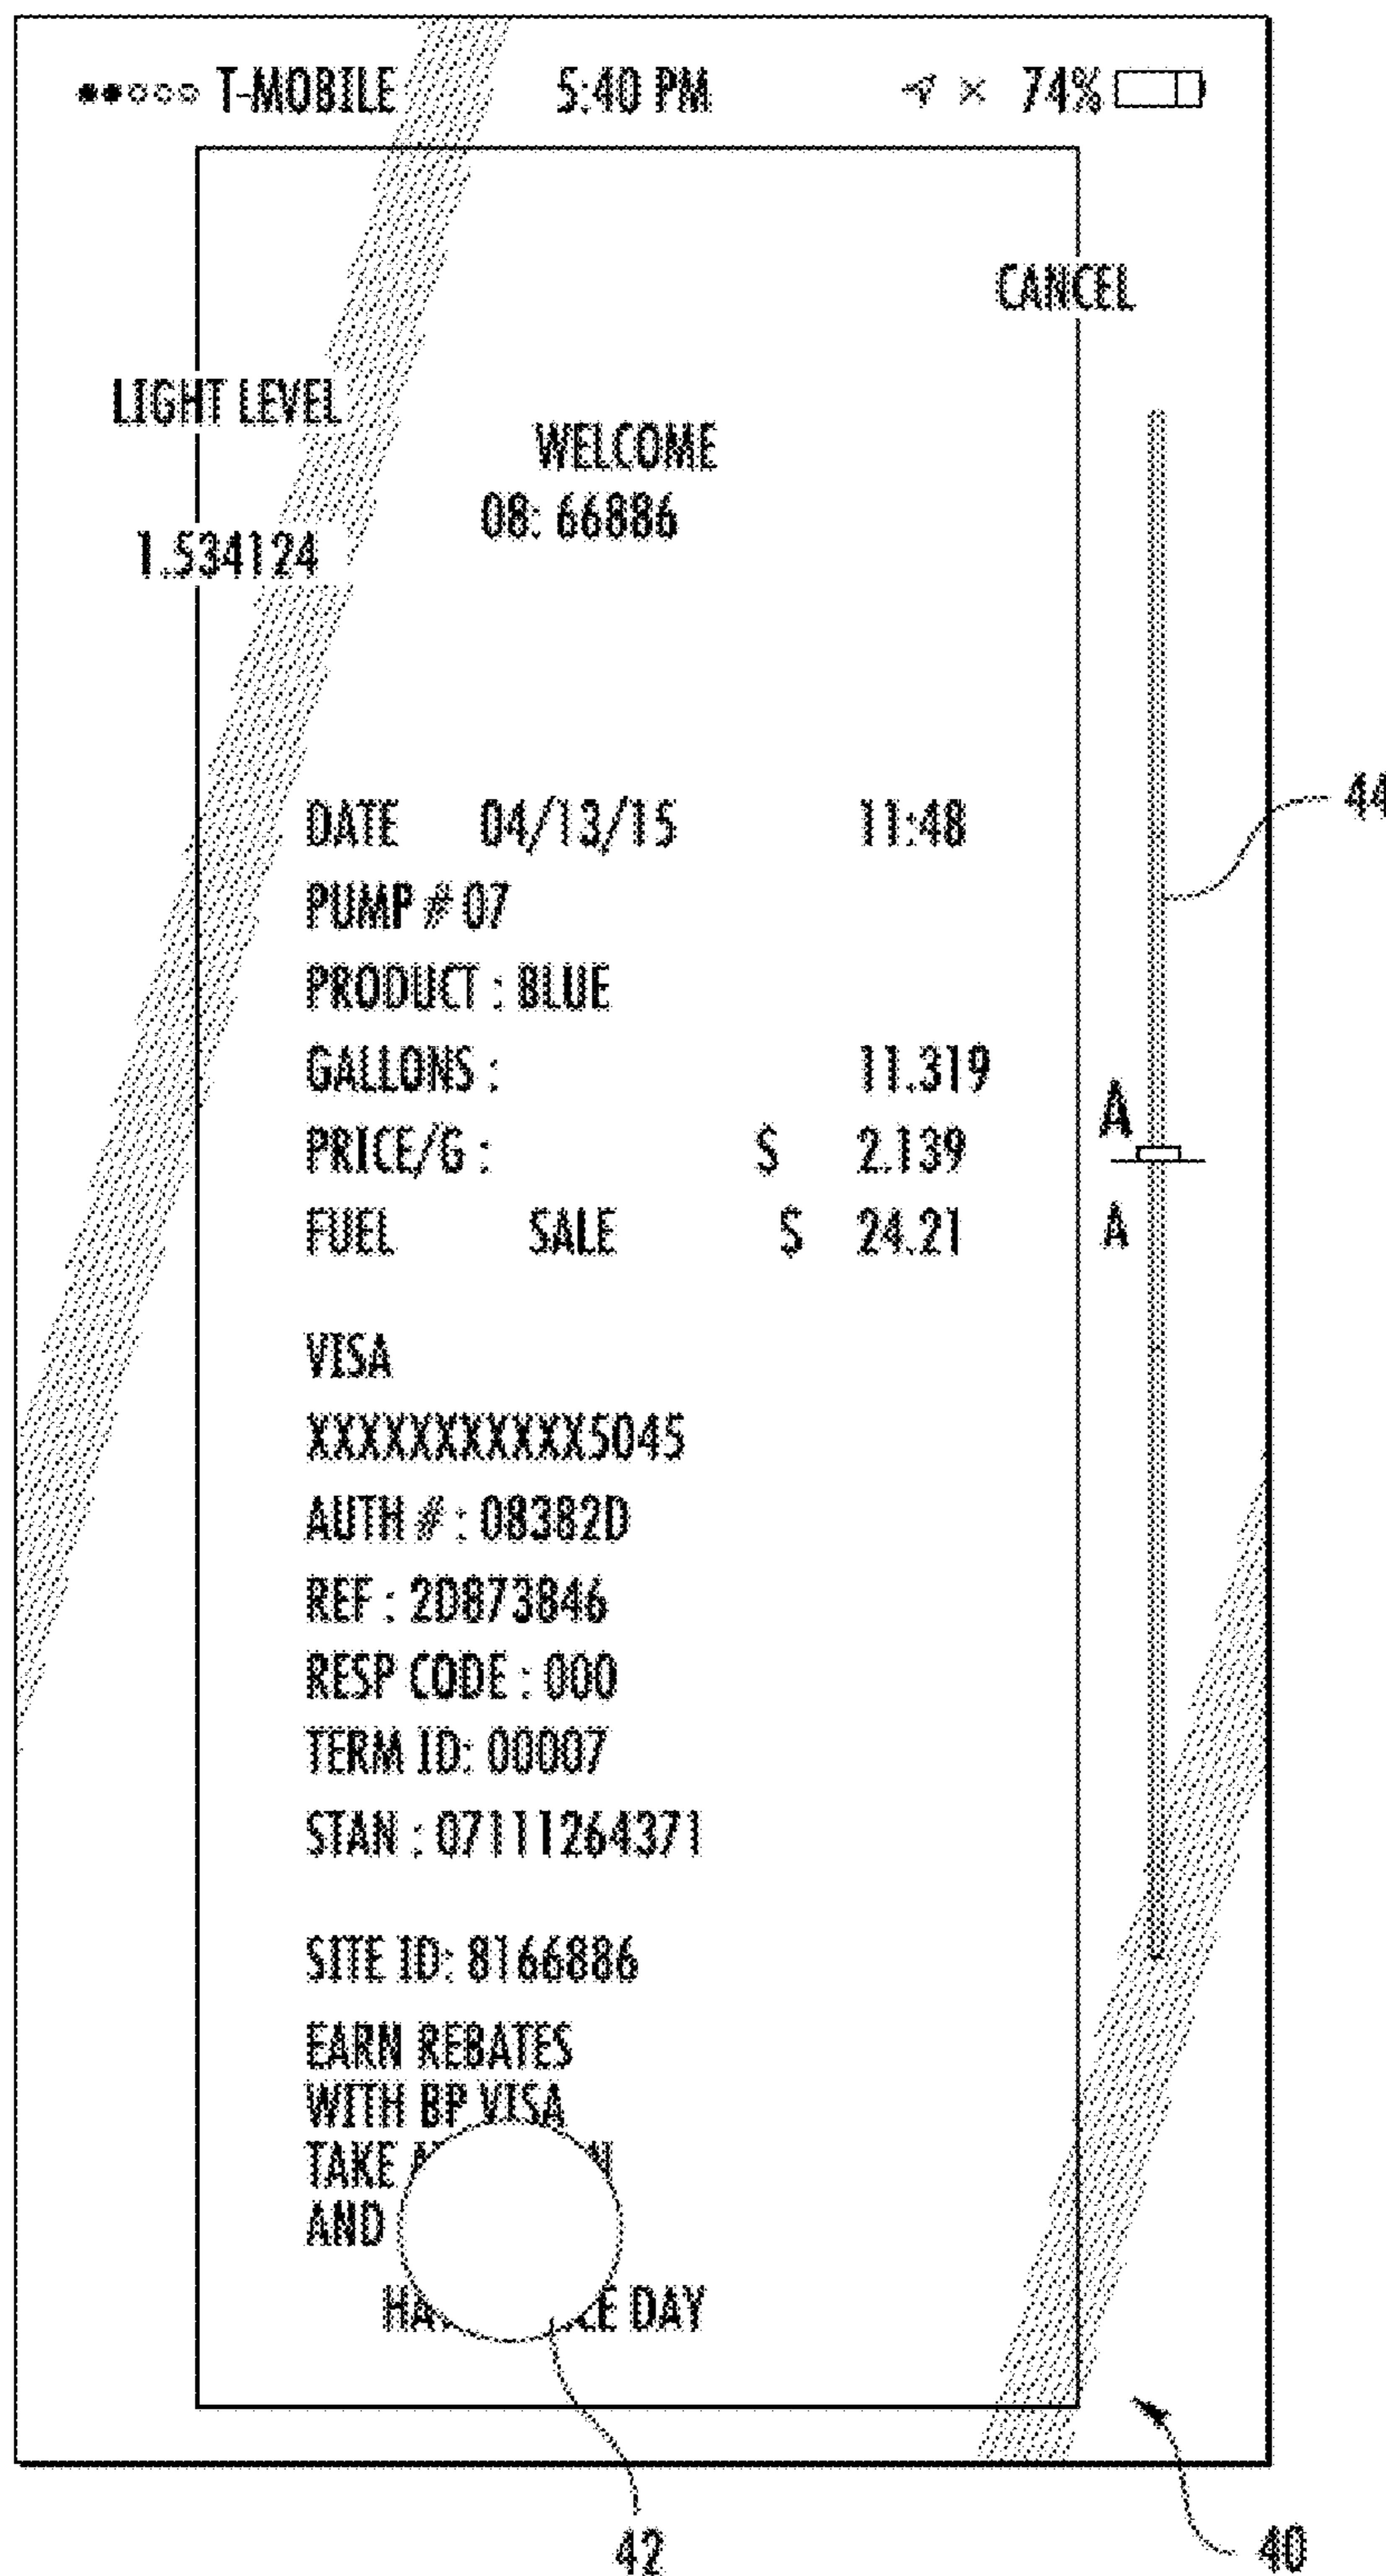 T-MOBILE 5:40 PM 74%
CANCEL
LIGHT LEVEL
WELCOME
08: 66886
1.534124
DATE 04/13/15 11:48
44
PUMP # 07
PRODUCT : BLUE
GALLONS : 11.319
A
PRICE/G : $ 2.139
FUEL SALE $ 24.21
A
VISA
XXXXXXXXXXX5045
AUTH # : 08382D
REF : 20873846
RESP CODE : 000
TERM ID: 00007
STAN : 07111264371
SITE ID: 8166886
EARN REBATES
WITH BP VISA
TAKE
AND
DAY
42
40